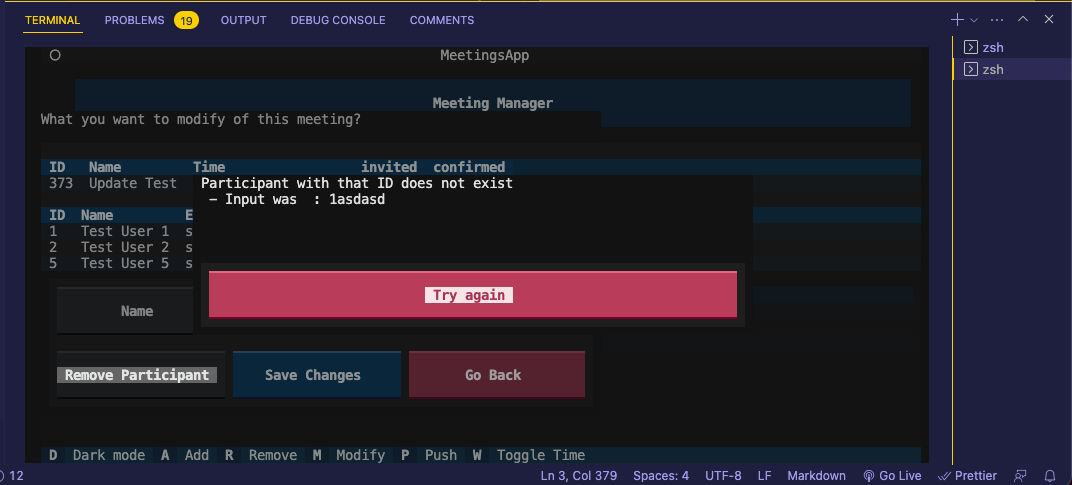 TERMINAL PROBLEMS 19 OUTPUT DEBUG CONSOLE COMMENTS
MeetingsApp
zsh
zsh
Meeting Manager
What you want to modify of this meeting?
ID Name Time invited confirmed
373 Update Test
Participant with that ID does not exist
- Input was : 1asdasd
ID Name E
1 Test User 1 s
2 Test User 2 s
5 Test User 5 s
Try again
Name
Remove Participant Save Changes Go Back
D Dark mode A Add R Remove M Modify P Push W Toggle Time
12 Ln 3, Col 379 Spaces: 4 UTF-8 LF Markdown Go Live Prettier